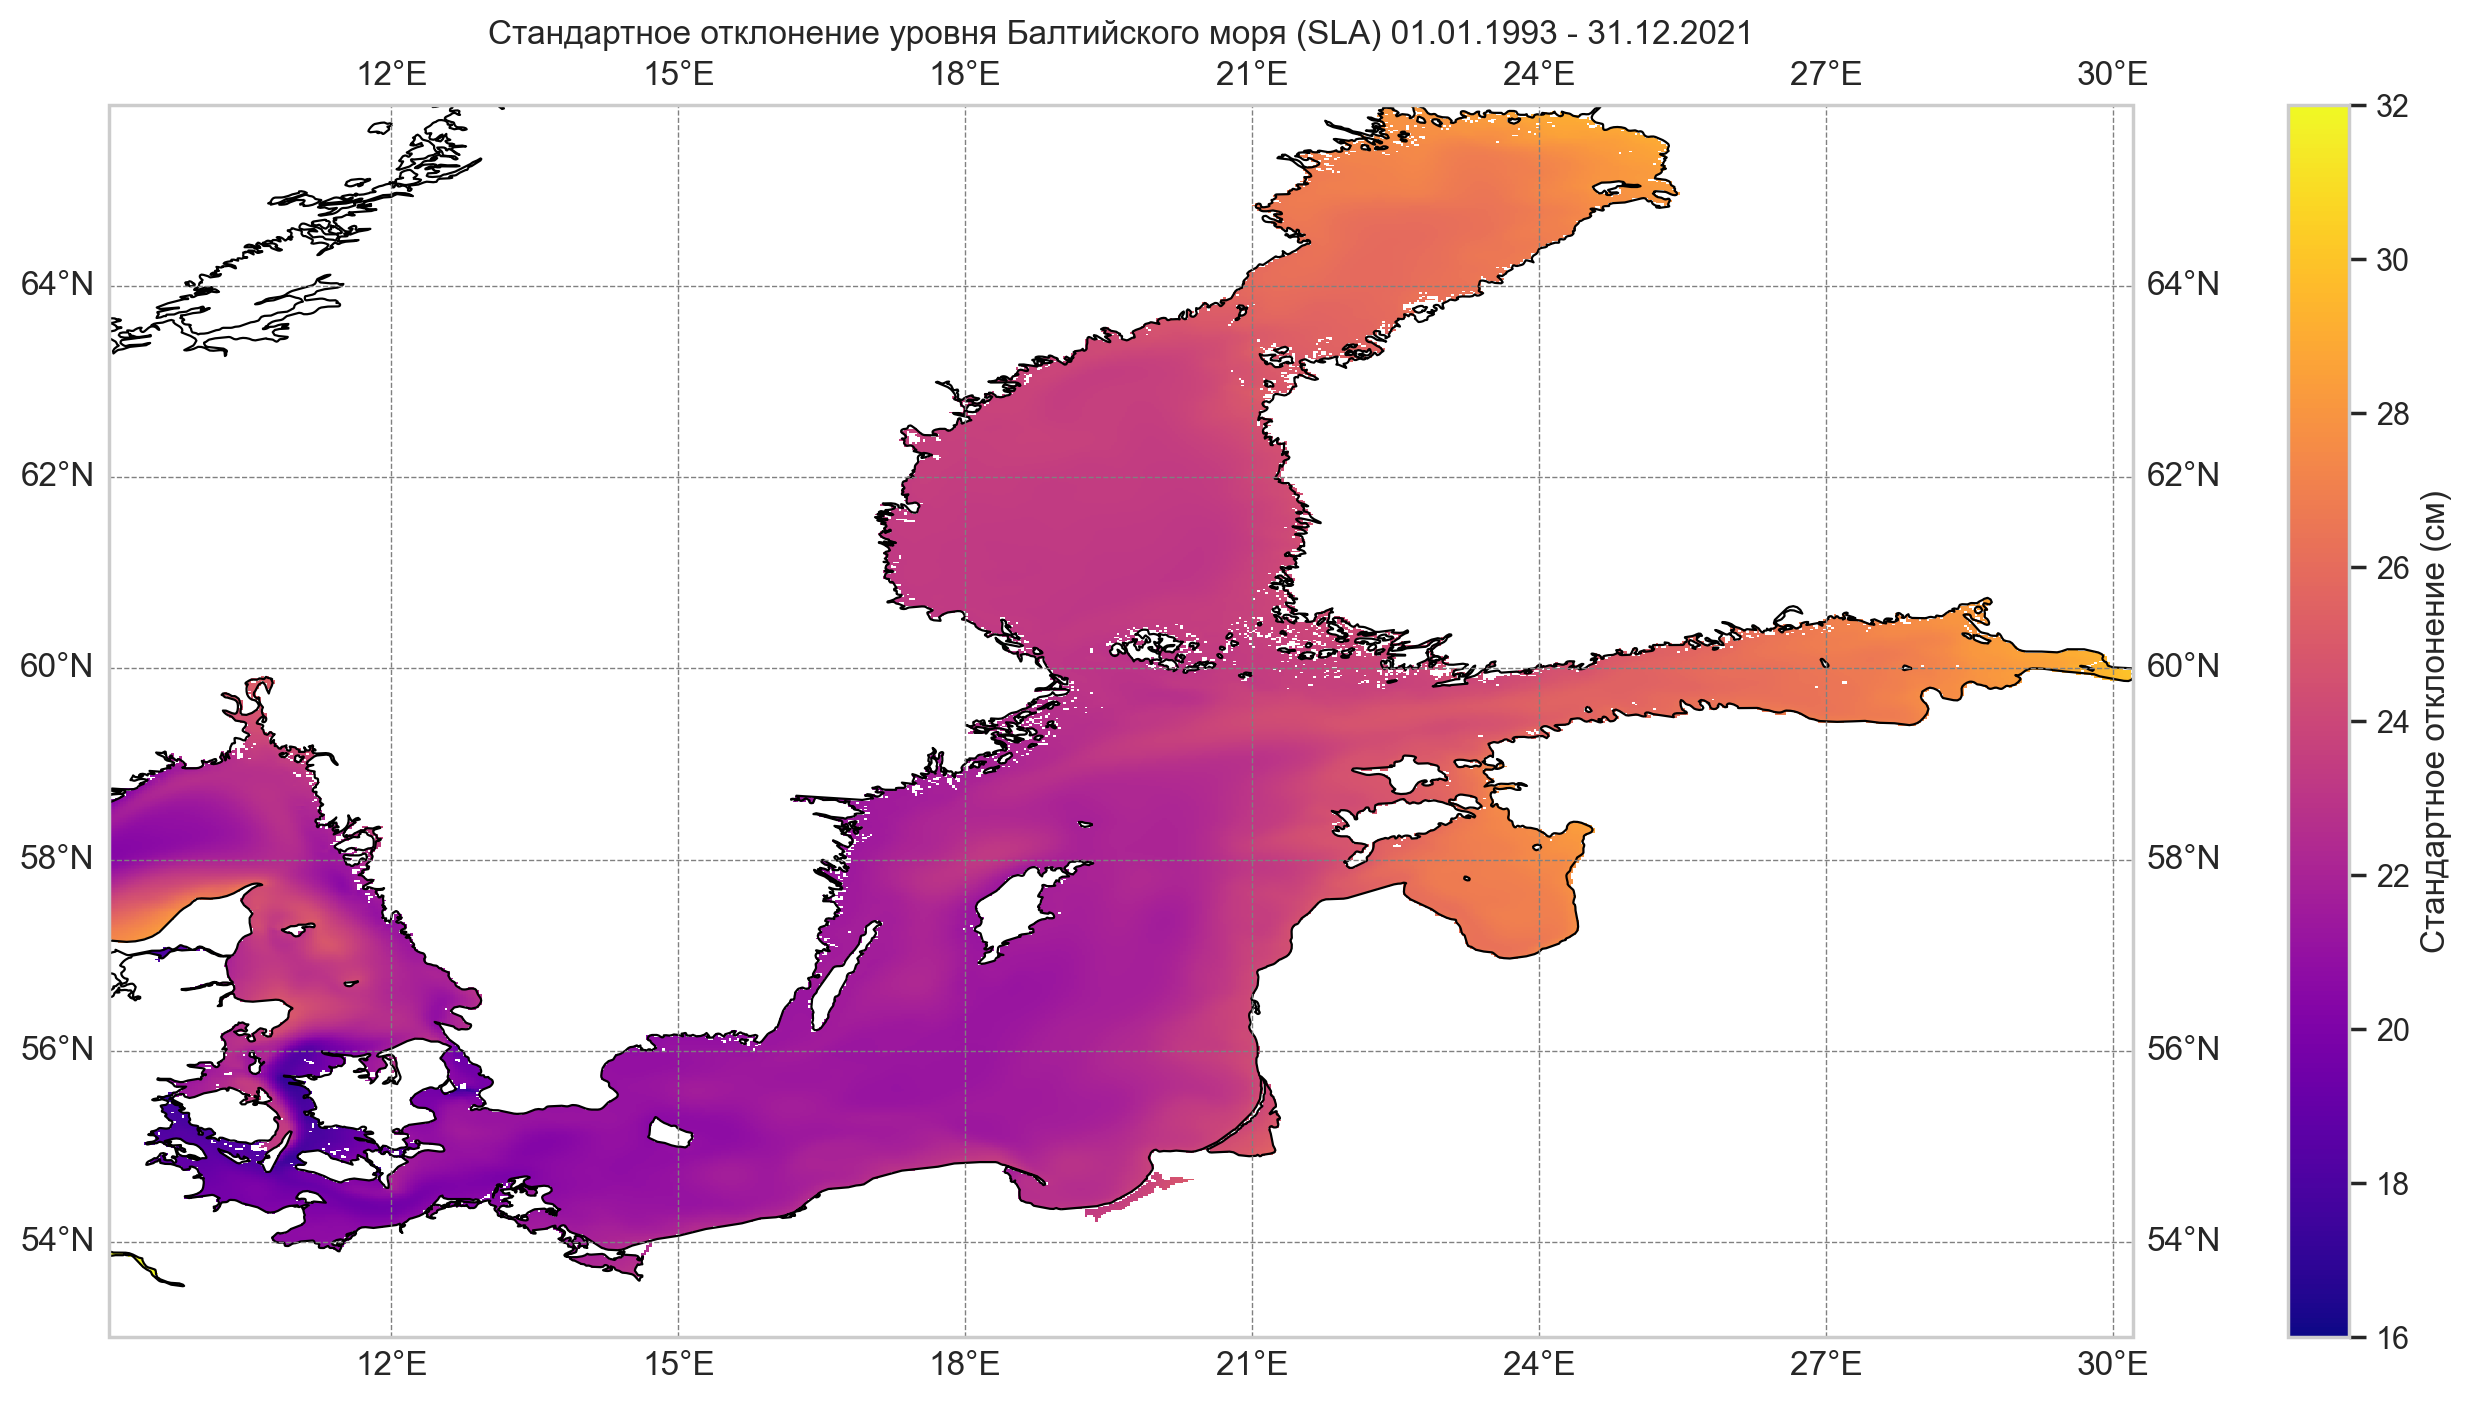 Стандартное отклонение уровня Балтийского моря (SLA) 01.01.1993 - 31.12.2021
12°E 15°E 18°E 21°E 24°E 27°E 30°E
64°N 64°N
62°N 62°N
60°N 60°N
58°N 58°N
56°N 56°N
54°N 54°N
12°E 15°E 18°E 21°E 24°E 27°E 30°E
32
30
28
26
24
22
20
18
16
Стандартное отклонение (см)